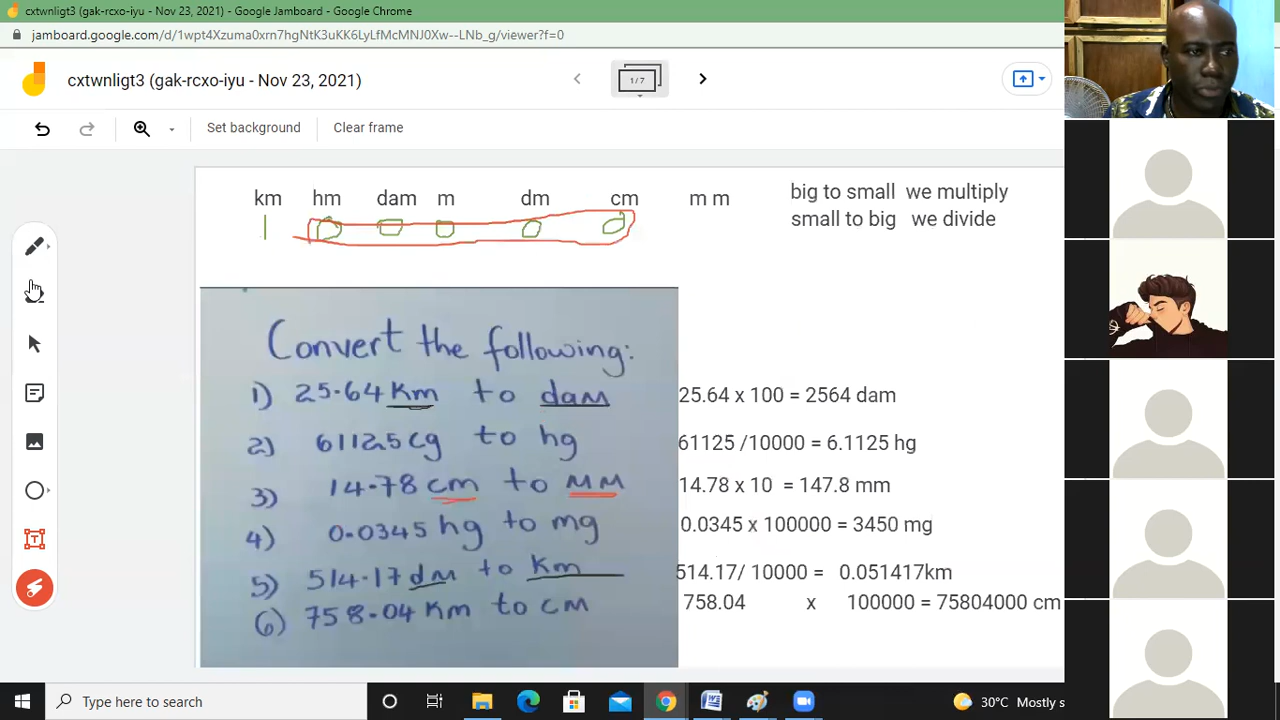 cxtwnligt3 (gak-rcxo-iyu - Nov 23, 2021) - Google Jamboard - Google Chrome
cxtwnligt3 (gak-rcxo-iyu - Nov 23, 2021)
1/7
Set background
Clear frame
km hm dam m dm cm m m
1 0 0 0 0 0
big to small we multiply
small to big we divide
Convert the following:
1) 25.64 km to dam
2) 61125 cg to hg
3) 14.78 cm to MM
4) 0.0345 hg to mg
5) 514.17 dm to km
6) 758.04 km to cm
25.64 x 100 = 2564 dam
61125 /10000 = 6.1125 hg
14.78 x 10 = 147.8 mm
0.0345 x 100000 = 3450 mg
514.17/ 10000 = 0.051417km
758.04 x 100000 = 75804000 cm
Type here to search
30°C Mostly s